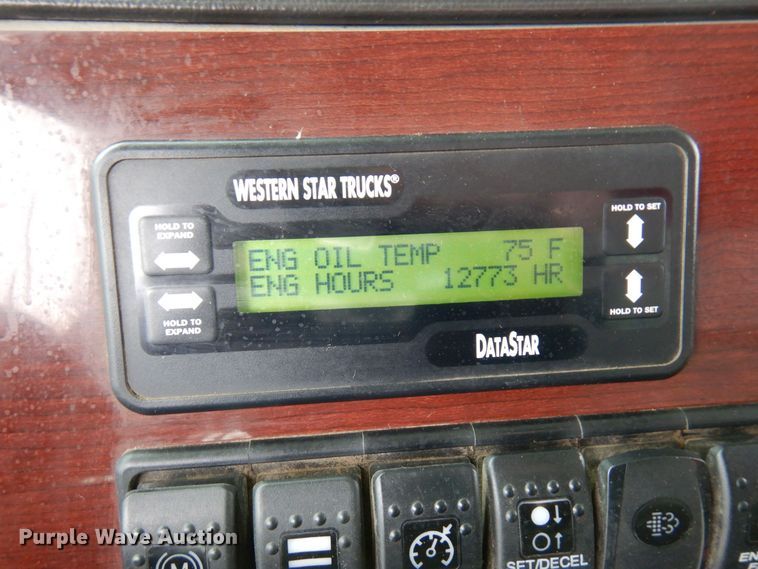 WESTERN STAR TRUCKS®
HOLD TO
EXPAND
HOLD TO SET
ENG OIL TEMP 75 F
ENG HOURS 12773 HR
HOLD TO
EXPAND
HOLD TO SET
DATASTAR
M
SET/DECEL
EN
Purple Wave Auction